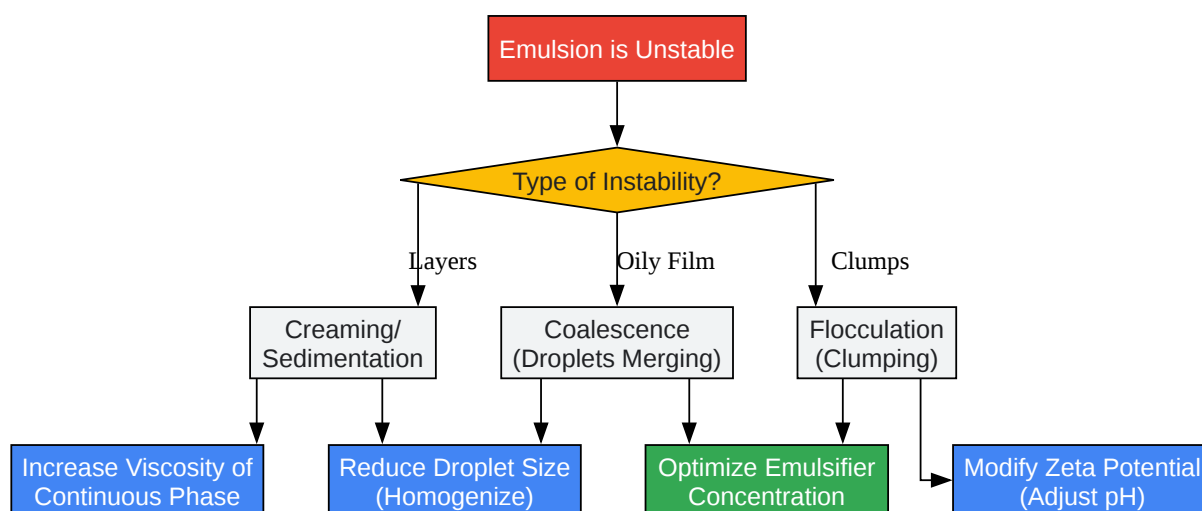 Emulsion is Unstable
Type of Instability?
Layers
Oily Film
Clumps
Creaming/
Sedimentation
Coalescence
(Droplets Merging)
Flocculation
(Clumping)
Increase Viscosity of
Continuous Phase
Reduce Droplet Size
(Homogenize)
Optimize Emulsifier
Concentration
Modify Zeta Potential
(Adjust pH)